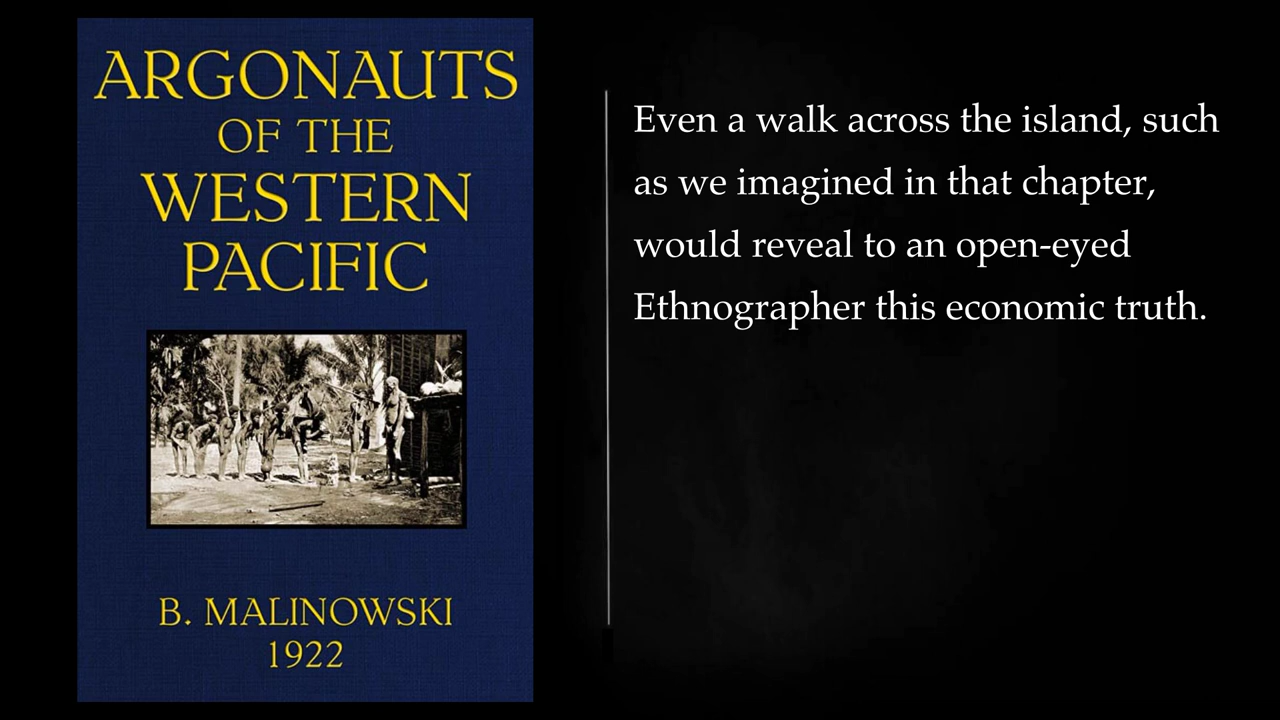 ARGONAUTS
OF THE
WESTERN
PACIFIC
B. MALINOWSKI
1922
Even a walk across the island, such
as we imagined in that chapter,
would reveal to an open-eyed
Ethnographer this economic truth.